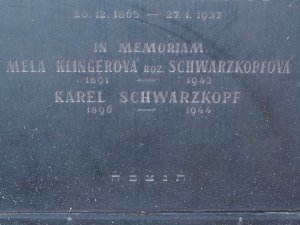 20. 12. 1865 — 27. 1. 1937
IN MEMORIAM
MELA KLINGEROVÁ ROZ. SCHWARZKOPFOVÁ
1891 — 1943
KAREL SCHWARZKOPF
1896 — 1944
ת נ צ ב ה